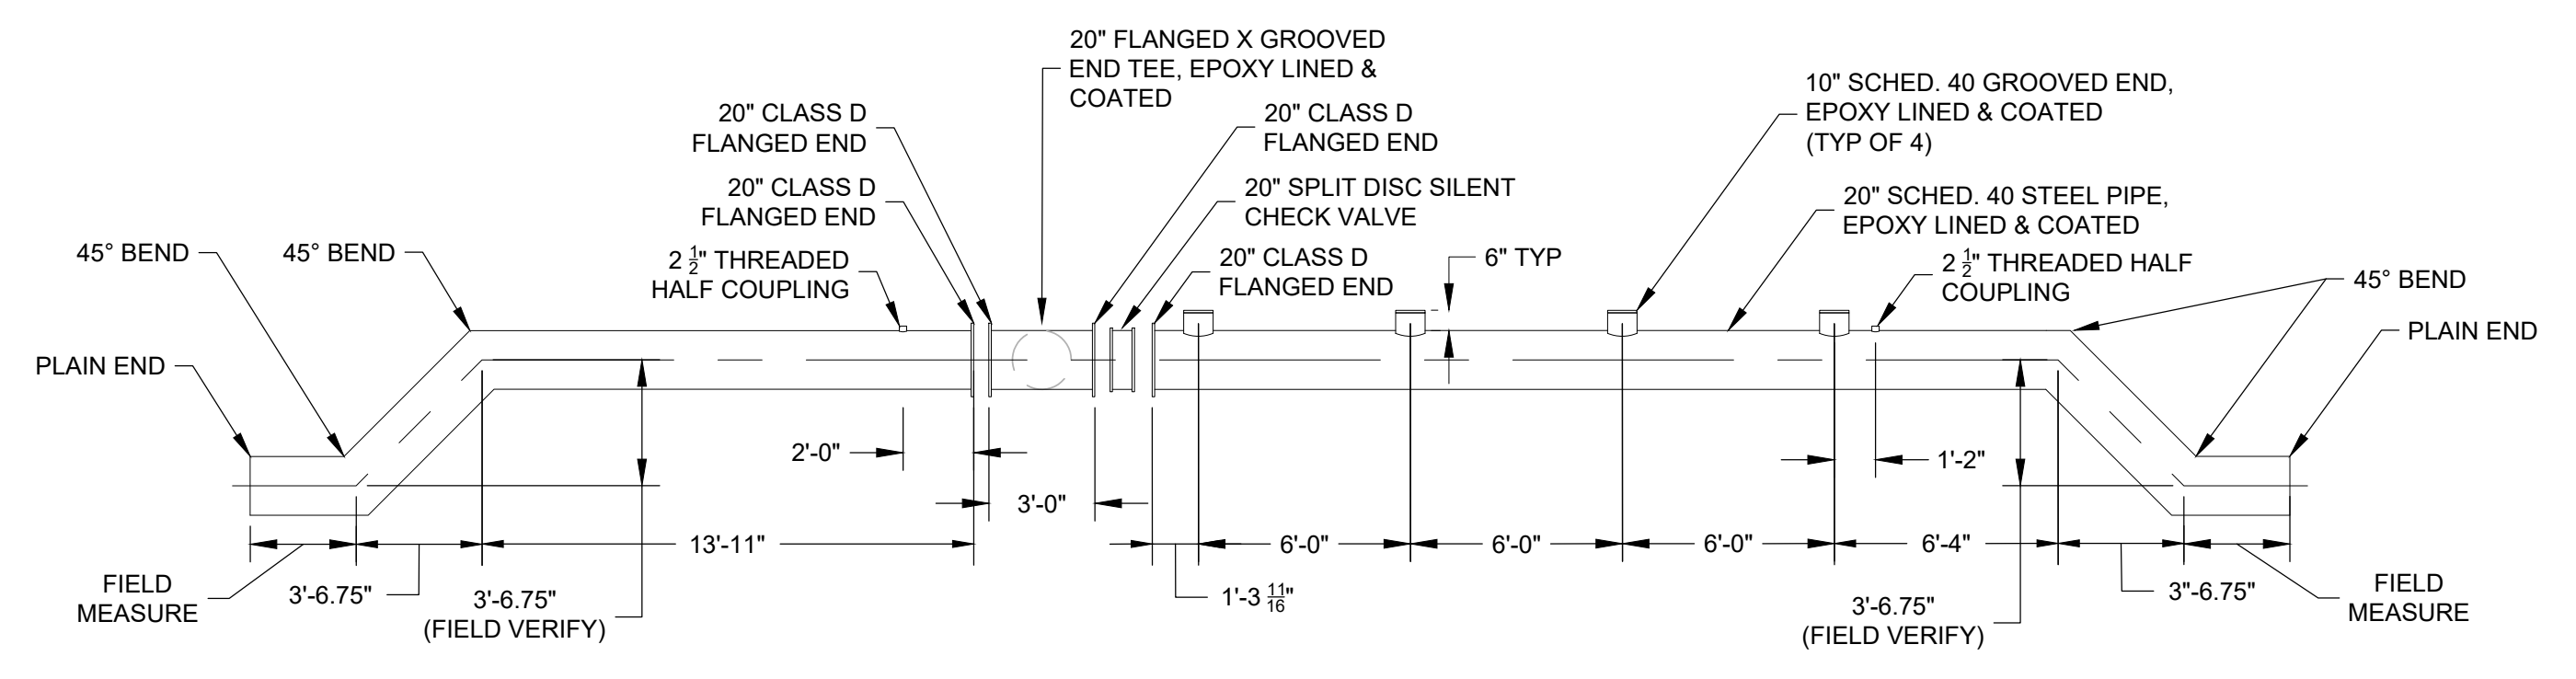 20" FLANGED X GROOVED
END TEE, EPOXY LINED &
COATED
10" SCHED. 40 GROOVED END,
EPOXY LINED & COATED
(TYP OF 4)
20" CLASS D
FLANGED END
20" CLASS D
FLANGED END
20" CLASS D
FLANGED END
20" SPLIT DISC SILENT
CHECK VALVE
20" SCHED. 40 STEEL PIPE,
EPOXY LINED & COATED
45° BEND
45° BEND
2 1/2" THREADED
HALF COUPLING
20" CLASS D
FLANGED END
6" TYP
2 1/2" THREADED HALF
COUPLING
45° BEND
PLAIN END
PLAIN END
2'-0"
1'-2"
3'-0"
13'-11"
6'-0"
6'-0"
6'-0"
6'-4"
FIELD
MEASURE
3'-6.75"
3'-6.75"
(FIELD VERIFY)
1'-3 11/16"
3'-6.75"
(FIELD VERIFY)
3"-6.75"
FIELD
MEASURE